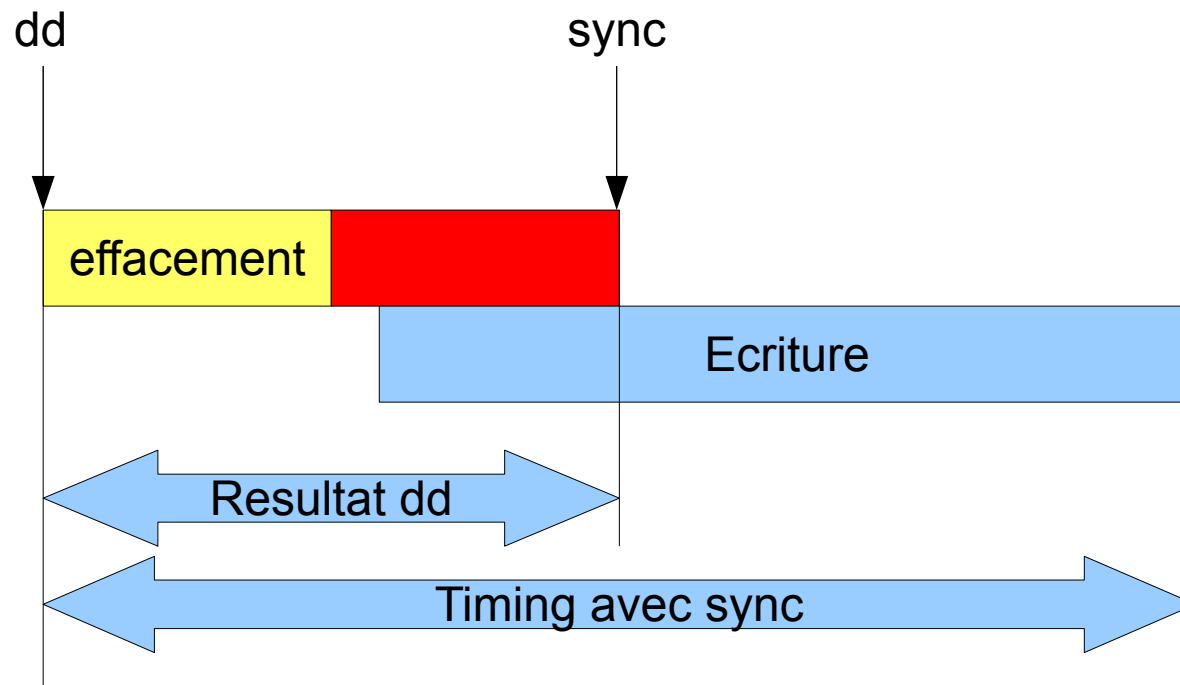 dd
sync
effacement
Ecriture
Resultat dd
Timing avec sync